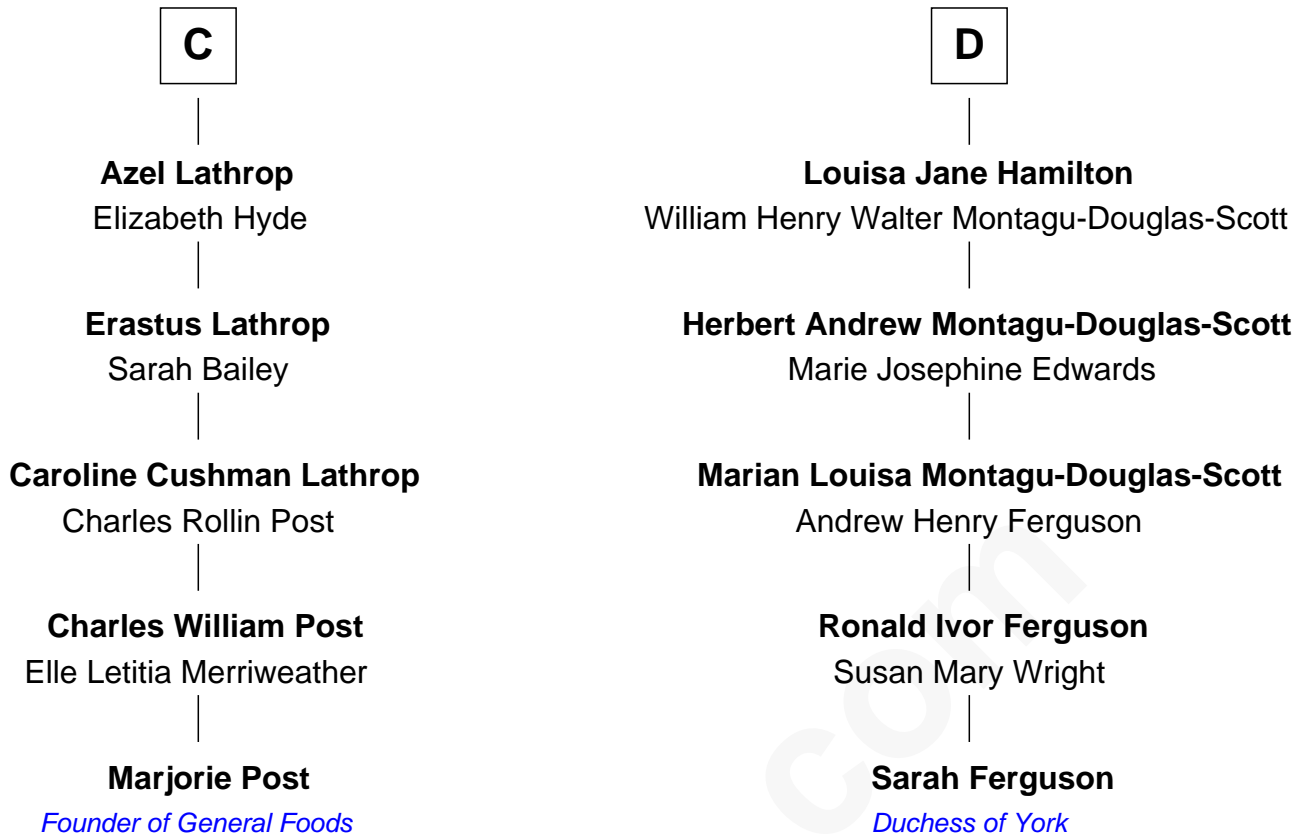 C
Azel Lathrop
Elizabeth Hyde
Erastus Lathrop
Sarah Bailey
Caroline Cushman Lathrop
Charles Rollin Post
Charles William Post
Elle Letitia Merriweather
Marjorie Post
Founder of General Foods
D
Louisa Jane Hamilton
William Henry Walter Montagu-Douglas-Scott
Herbert Andrew Montagu-Douglas-Scott
Marie Josephine Edwards
Marian Louisa Montagu-Douglas-Scott
Andrew Henry Ferguson
Ronald Ivor Ferguson
Susan Mary Wright
Sarah Ferguson
Duchess of York
com